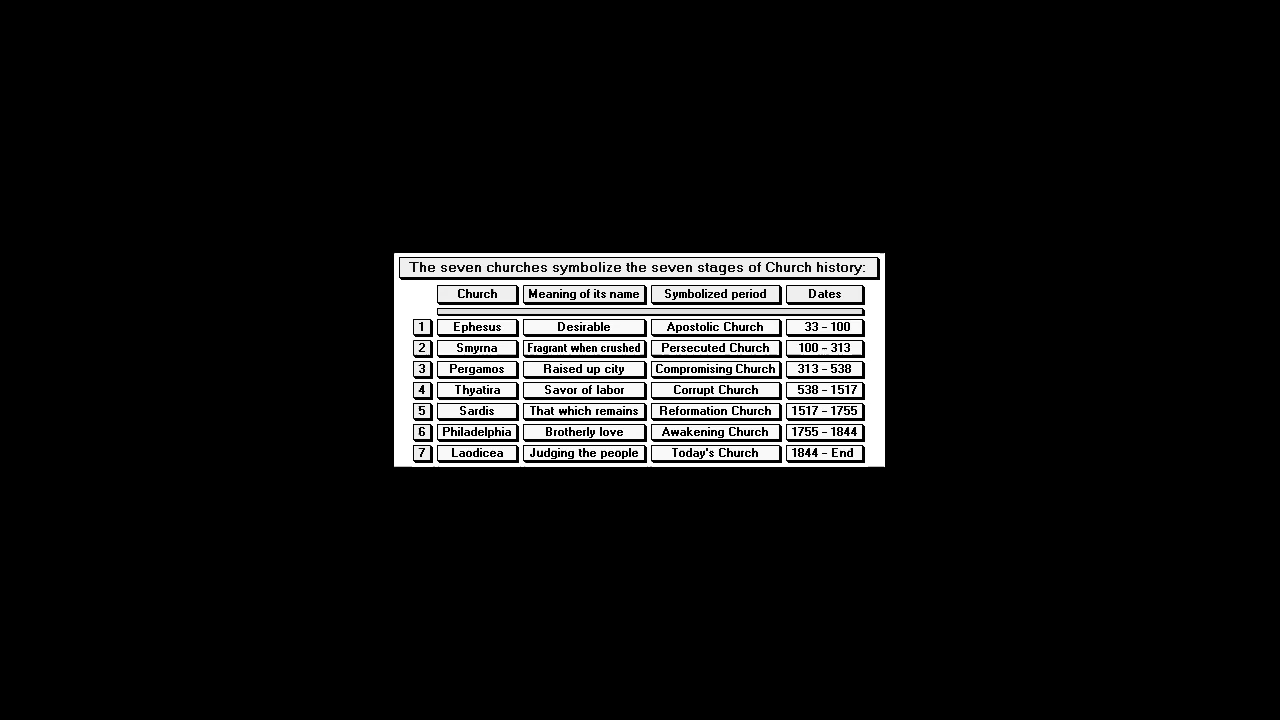 The seven churches symbolize the seven stages of Church history:
Church Meaning of its name Symbolized period Dates
1 Ephesus Desirable Apostolic Church 33 - 100
2 Smyrna Fragrant when crushed Persecuted Church 100 - 313
3 Pergamos Raised up city Compromising Church 313 - 538
4 Thyatira Savor of labor Corrupt Church 538 - 1517
5 Sardis That which remains Reformation Church 1517 - 1755
6 Philadelphia Brotherly love Awakening Church 1755 - 1844
7 Laodicea Judging the people Today's Church 1844 - End